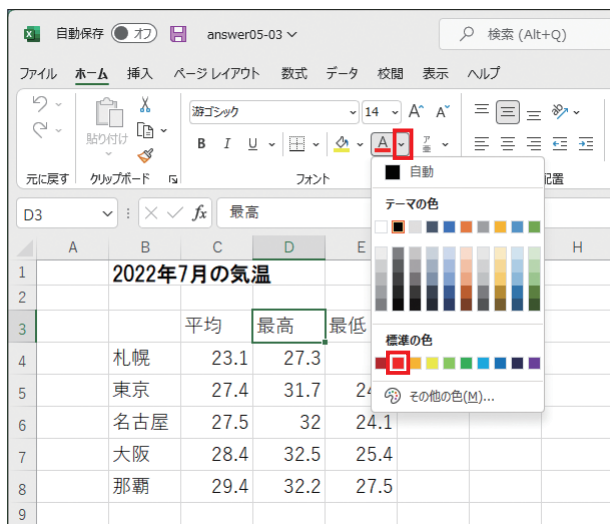 自動保存 オフ answer05-03 検索 (Alt+Q)
ファイル ホーム 挿入 ページ レイアウト 数式 データ 校閲 表示 ヘルプ
貼り付け
游ゴシック 14 A^ A˅
B I U A
元に戻す クリップボード フォント 配置
D3 fx 最高
自動
テーマの色
標準の色
その他の色(M)...
A B C D E H
1 2022年7月の気温
2
3 平均 最高 最低
4 札幌 23.1 27.3
5 東京 27.4 31.7 24
6 名古屋 27.5 32 24.1
7 大阪 28.4 32.5 25.4
8 那覇 29.4 32.2 27.5
9